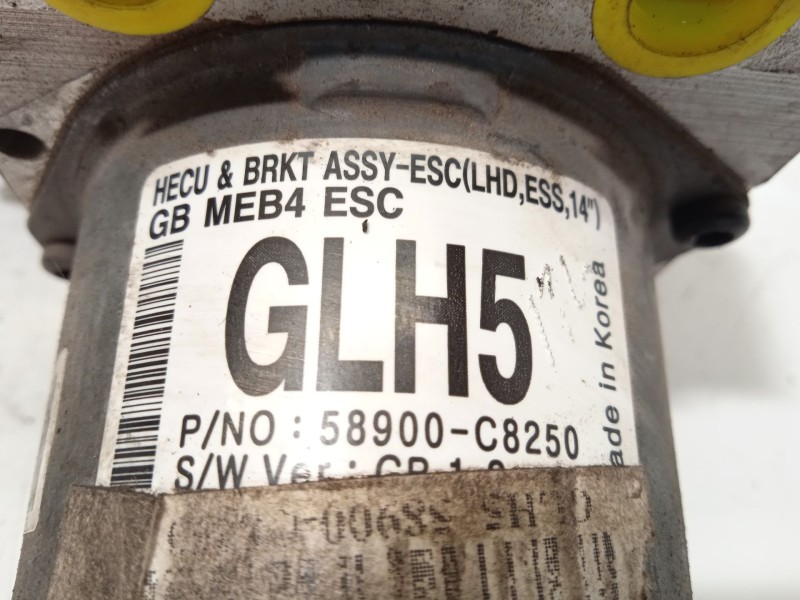 HECU & BRKT ASSY-ESC(LHD,ESS,14")
GB MEB4 ESC
GLH5
P/NO : 58900-C8250
S/W Ver :
Made in Korea